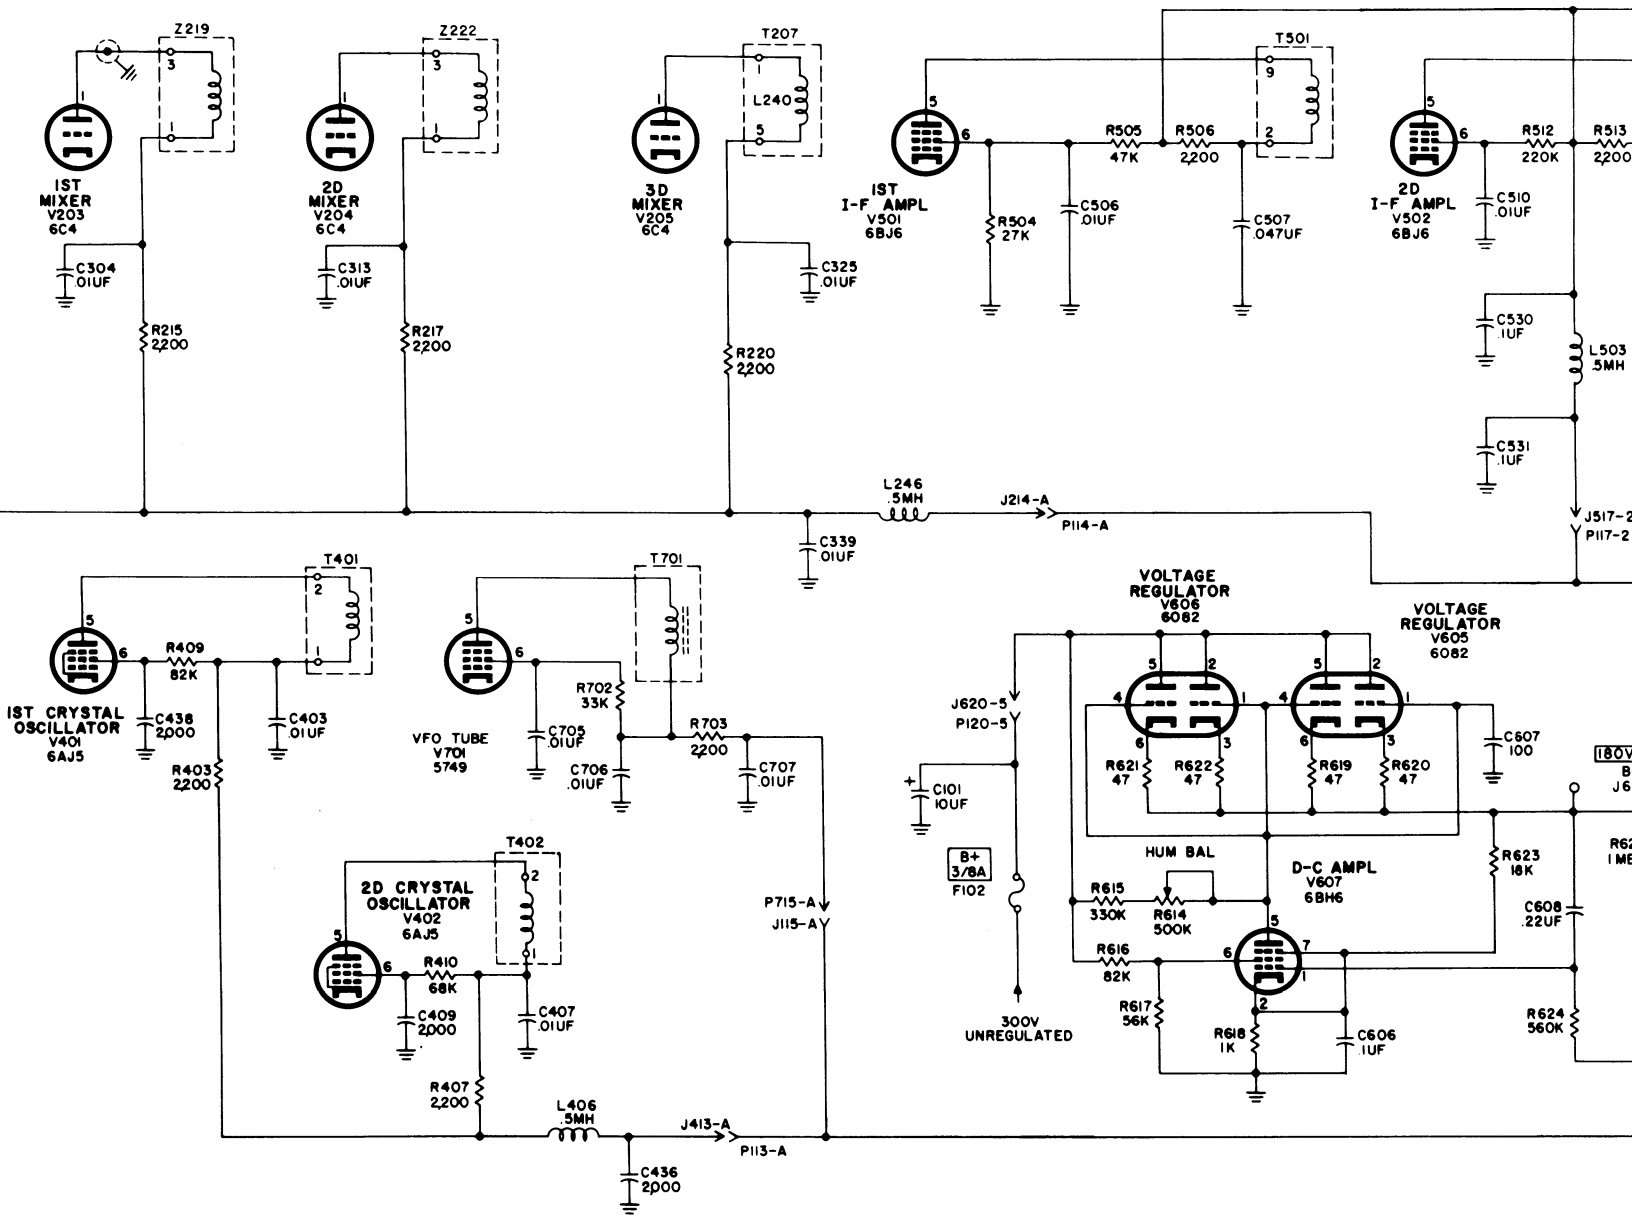 Z219
3
1
1
1ST
MIXER
V203
6C4
C304
.01UF
R215
2,200
Z222
3
1
1
2D
MIXER
V204
6C4
C313
.01UF
R217
2,200
T207
1
L240
5
1
3D
MIXER
V205
6C4
C325
.01UF
R220
2,200
T501
9
2
5
6
1ST
I-F AMPL
V501
6BJ6
R505
47K
R506
2,200
R504
27K
C506
.01UF
C507
.047UF
5
6
2D
I-F AMPL
V502
6BJ6
R512
220K
R513
2,200
C510
.01UF
C530
.1UF
L503
.5MH
C531
.1UF
J517-2
P117-2
L246
.5MH
J214-A
P114-A
C339
.01UF
T401
2
1
5
6
R409
82K
1ST CRYSTAL
OSCILLATOR
V401
6AJ5
C438
2,000
C403
.01UF
R403
2,200
T701
5
6
R702
33K
R703
2,200
VFO TUBE
V701
5749
C705
.01UF
C706
.01UF
C707
.01UF
T402
2
1
2D CRYSTAL
OSCILLATOR
V402
6AJ5
5
6
R410
68K
C409
2,000
C407
.01UF
R407
2,200
L406
.5MH
J413-A
P113-A
C436
2,000
P715-A
J115-A
VOLTAGE
REGULATOR
V606
6082
VOLTAGE
REGULATOR
V605
6082
5
2
4
1
6
3
5
2
4
1
6
3
J620-5
P120-5
R621
47
R622
47
R619
47
R620
47
C607
100
180V
B
J6
+
C101
10UF
B+
3/8A
F102
300V
UNREGULATED
HUM BAL
R615
330K
R614
500K
D-C AMPL
V607
6BH6
R623
18K
R62
1ME
C608
.22UF
R616
82K
5
6
7
1
2
R617
56K
R618
1K
C606
.1UF
R624
560K